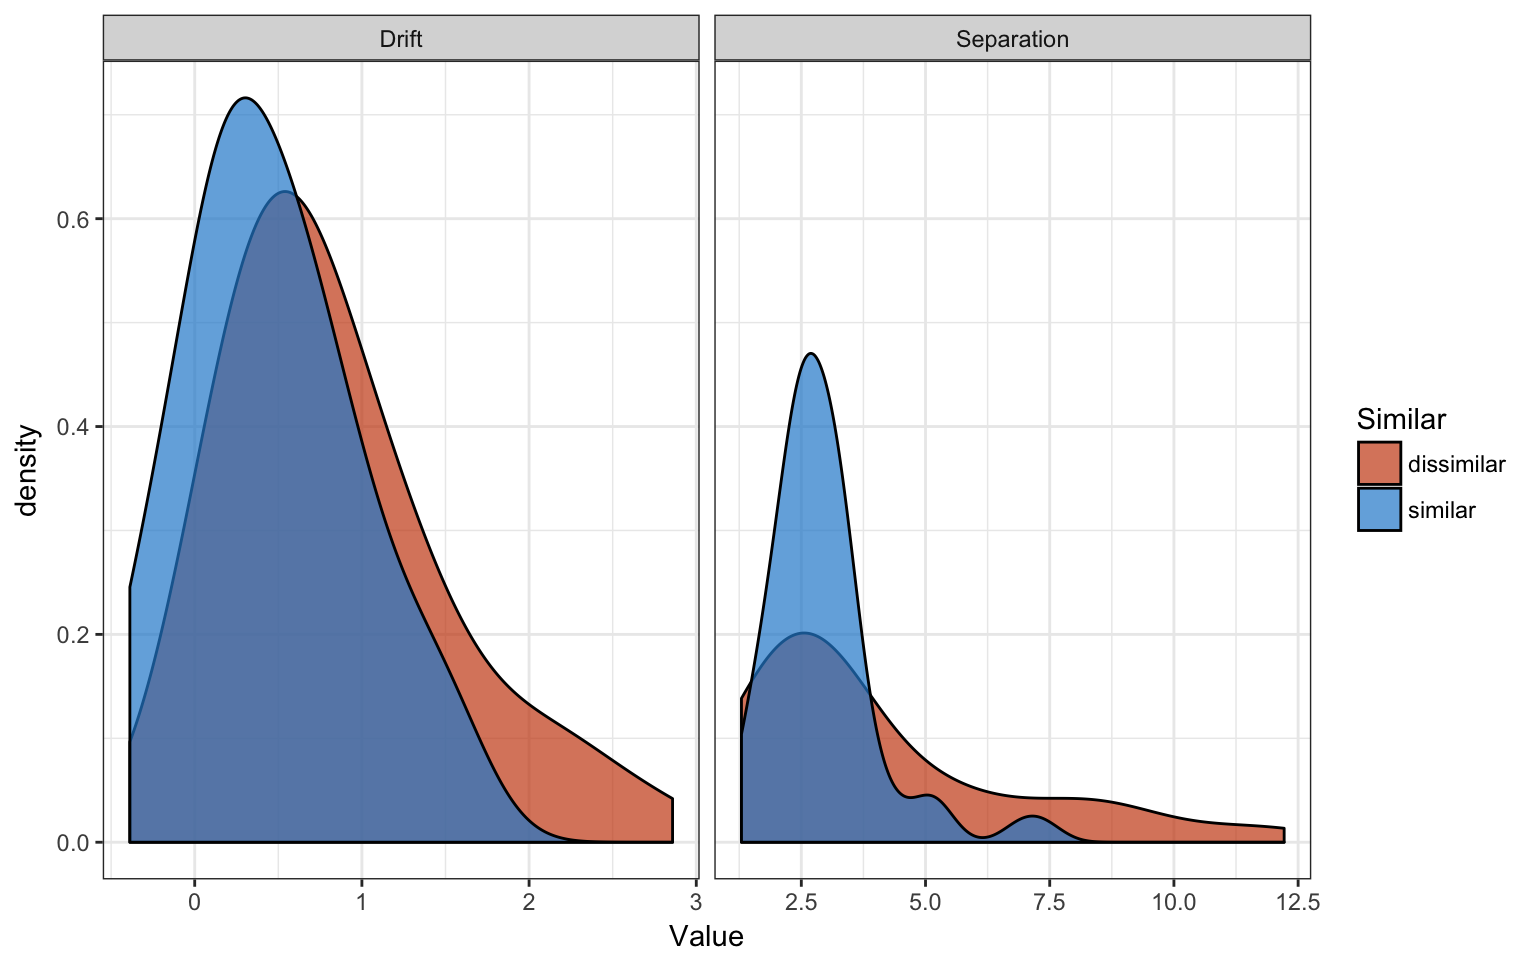 Drift
Separation
density
0.6
0.4
0.2
0.0
0 1 2 3
2.5 5.0 7.5 10.0 12.5
Value
Similar
dissimilar
similar